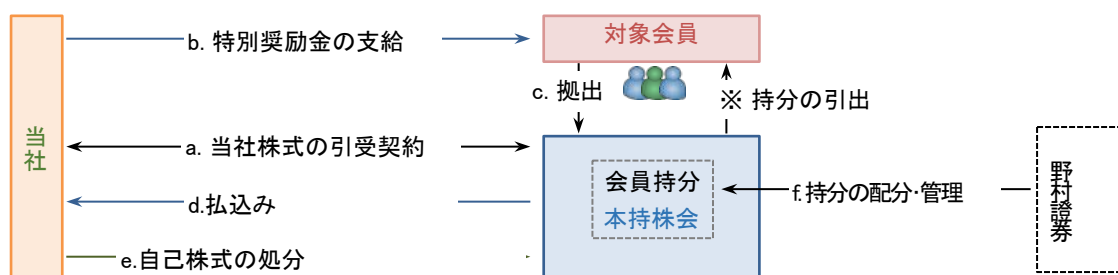 b. 特別奨励金の支給
対象会員
c. 拠出
※ 持分の引出
当社
a. 当社株式の引受契約
会員持分
本持株会
d.払込み
f.持分の配分・管理
野村證券
e.自己株式の処分